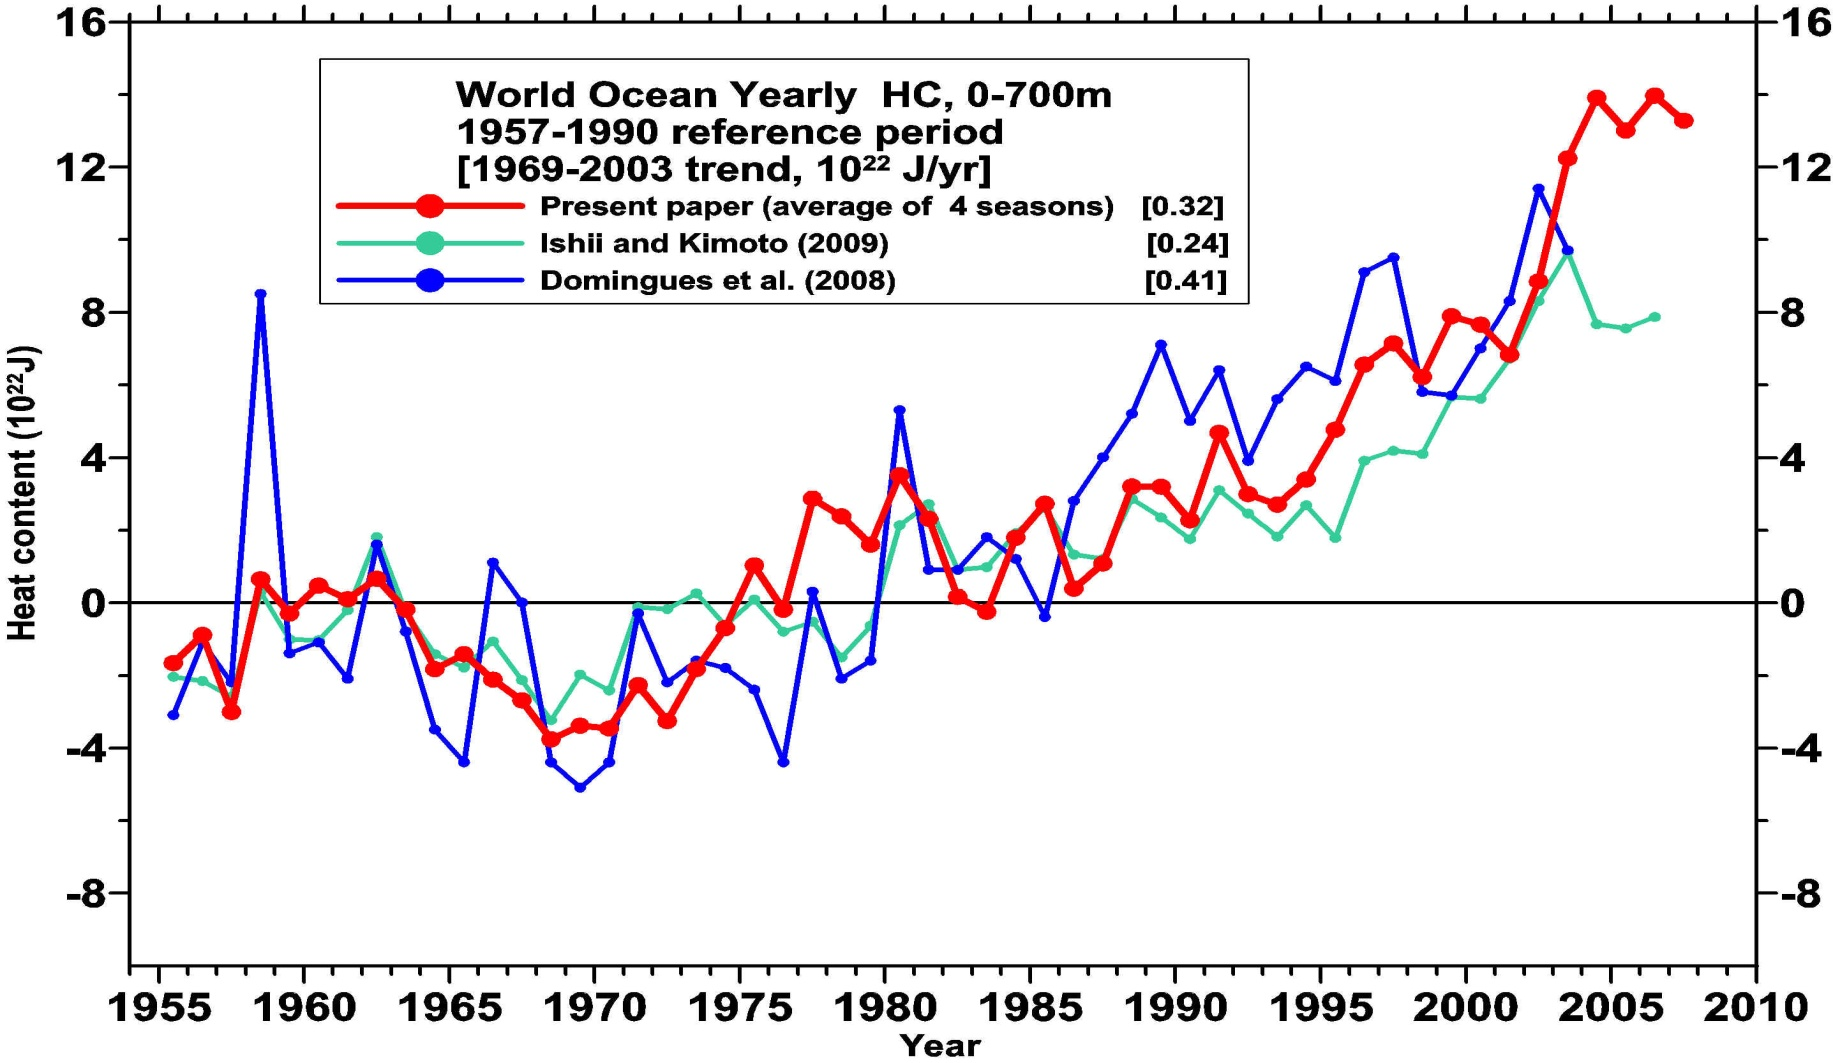 16
12
8
4
0
-4
-8
Heat content (10²²J)
World Ocean Yearly HC, 0-700m
1957-1990 reference period
[1969-2003 trend, 10²² J/yr]
Present paper (average of 4 seasons) [0.32]
Ishii and Kimoto (2009) [0.24]
Domingues et al. (2008) [0.41]
16
12
8
4
0
-4
-8
1955 1960 1965 1970 1975 1980 1985 1990 1995 2000 2005 2010
Year